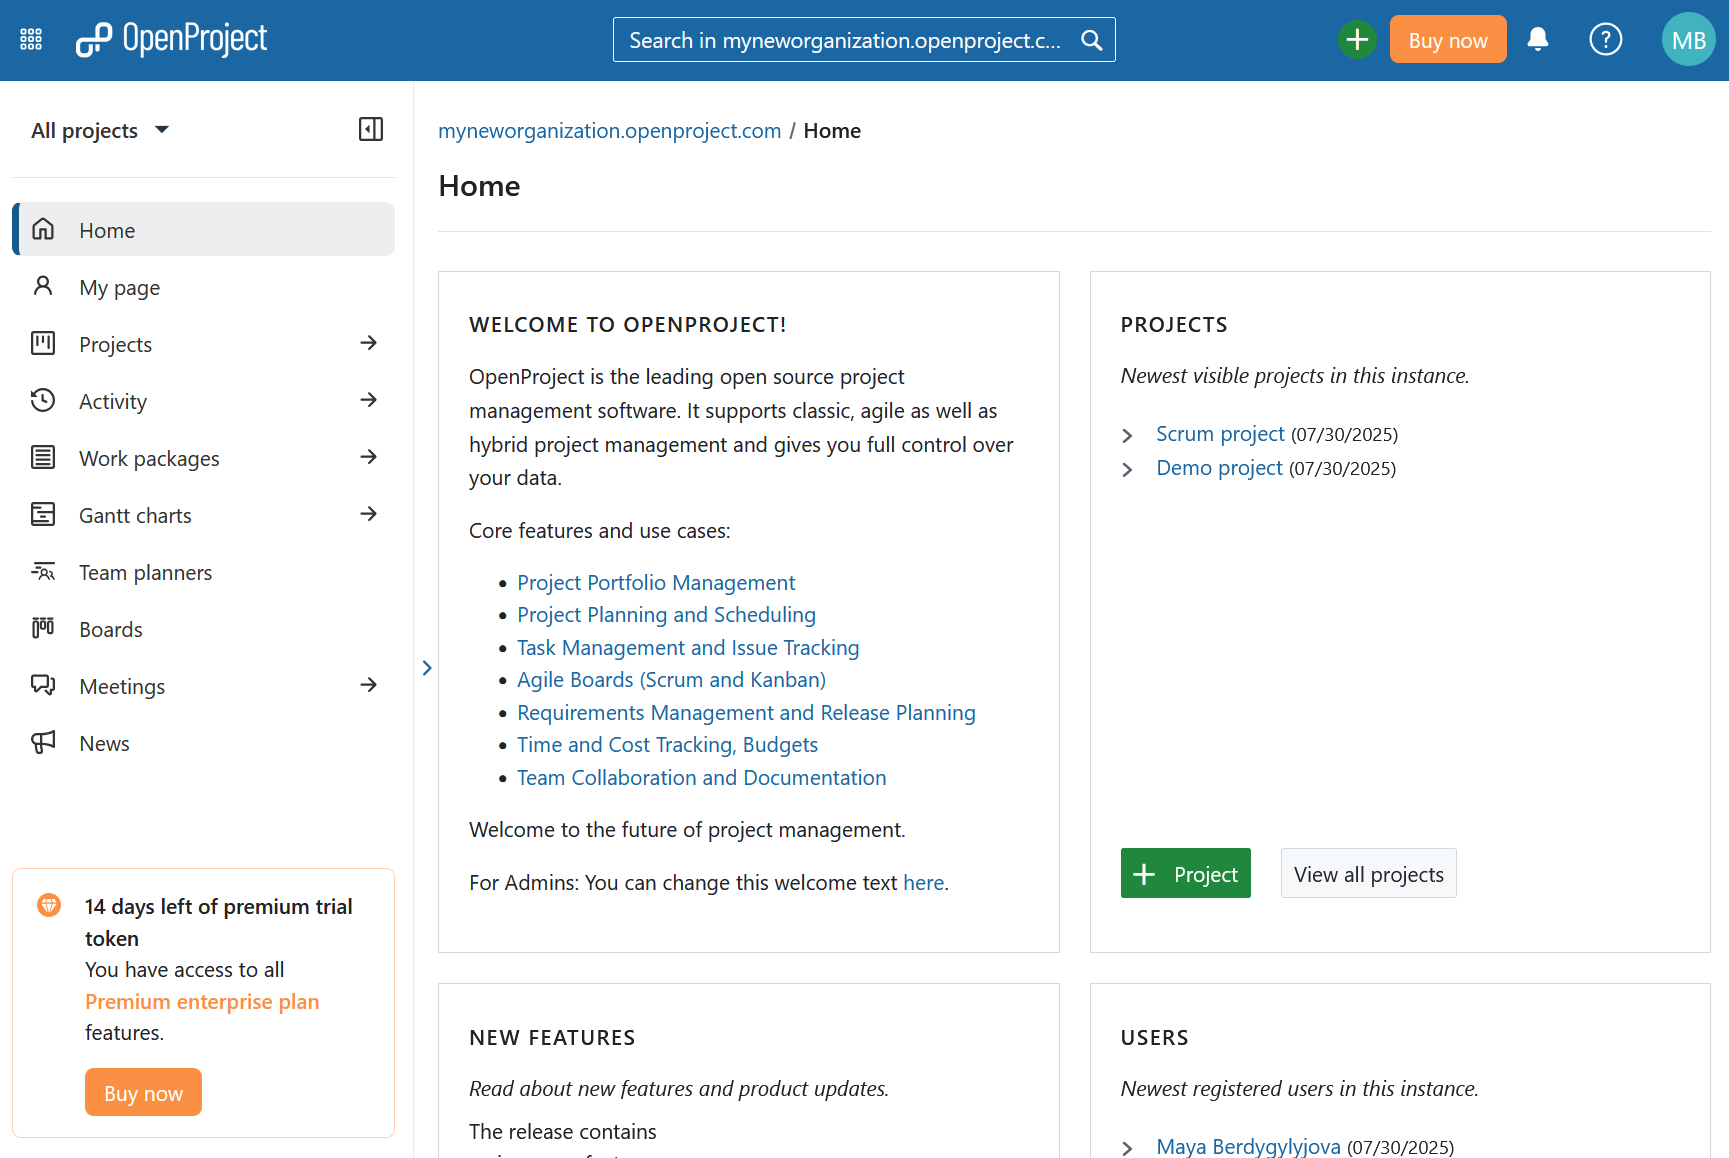 OpenProject
Search in myneworganization.openproject.c...
Buy now
MB
All projects
myneworganization.openproject.com / Home
Home
Home
My page
Projects
Activity
Work packages
Gantt charts
Team planners
Boards
Meetings
News
14 days left of premium trial
token
You have access to all
Premium enterprise plan
features.
Buy now
WELCOME TO OPENPROJECT!
OpenProject is the leading open source project
management software. It supports classic, agile as well as
hybrid project management and gives you full control over
your data.
Core features and use cases:
• Project Portfolio Management
• Project Planning and Scheduling
• Task Management and Issue Tracking
• Agile Boards (Scrum and Kanban)
• Requirements Management and Release Planning
• Time and Cost Tracking, Budgets
• Team Collaboration and Documentation
Welcome to the future of project management.
For Admins: You can change this welcome text here.
PROJECTS
Newest visible projects in this instance.
Scrum project (07/30/2025)
Demo project (07/30/2025)
+ Project
View all projects
NEW FEATURES
Read about new features and product updates.
The release contains
USERS
Newest registered users in this instance.
Maya Berdygylyjova (07/30/2025)